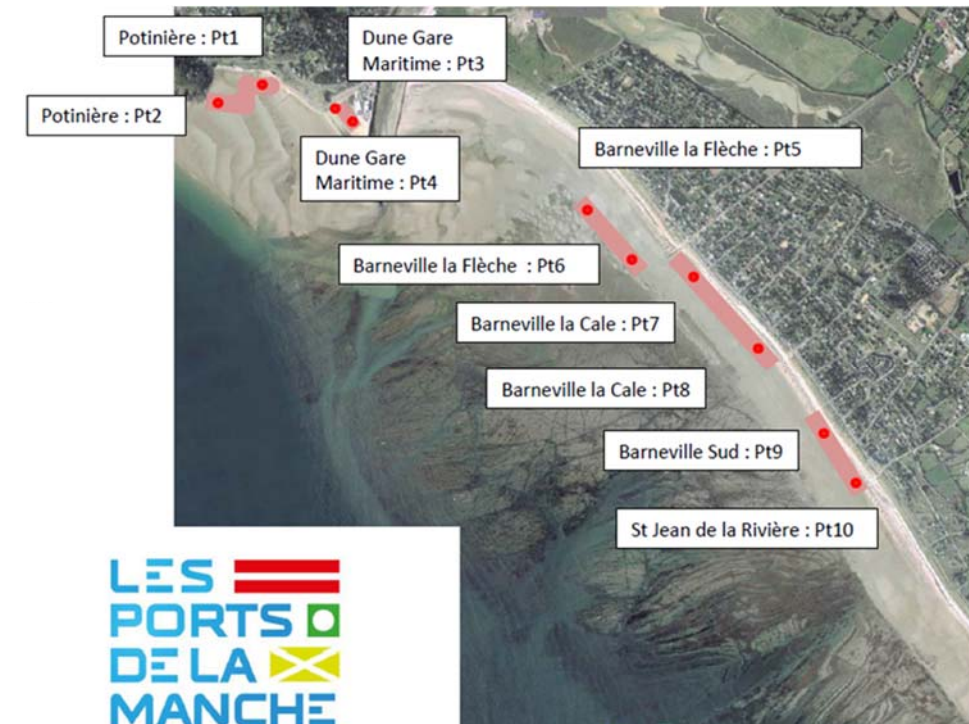 Potinière : Pt1
Dune Gare
Maritime : Pt3
Potinière : Pt2
Dune Gare
Maritime : Pt4
Barneville la Flèche : Pt5
Barneville la Flèche : Pt6
Barneville la Cale : Pt7
Barneville la Cale : Pt8
Barneville Sud : Pt9
St Jean de la Rivière : Pt10
LES
PORTS
DE LA
MANCHE